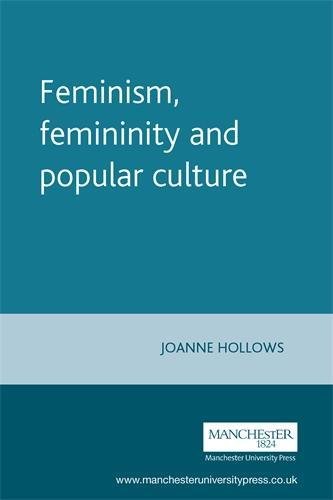 Feminism,
femininity and
popular culture
JOANNE HOLLOWS
MANCHESTER
1824
Manchester University Press
www.manchesteruniversitypress.co.uk